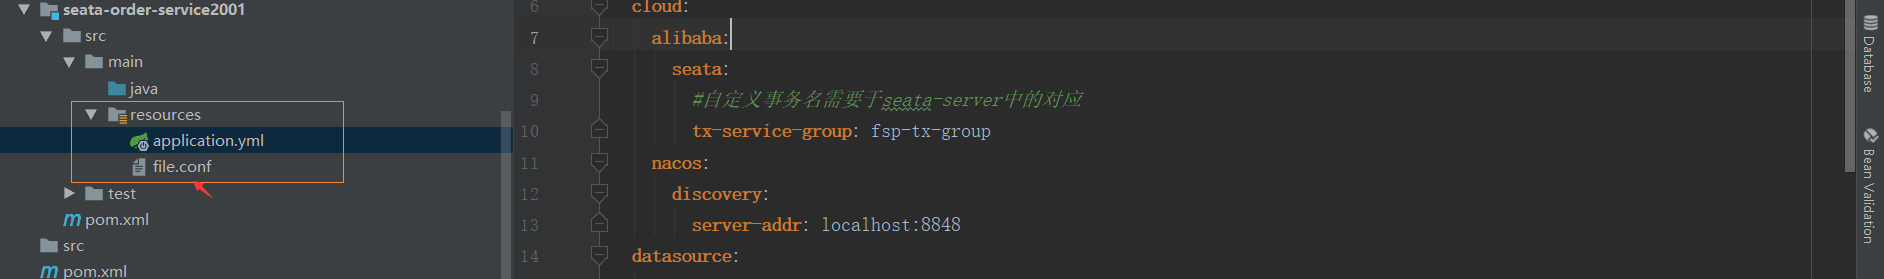 seata-order-service2001
src
main
java
resources
application.yml
file.conf
test
pom.xml
src
pom.xml
6 cloud:
7 alibaba:
8 seata:
9 #自定义事务名需要于seata-server中的对应
10 tx-service-group: fsp-tx-group
11 nacos:
12 discovery:
13 server-addr: localhost:8848
14 datasource:
Database
Bean Validation